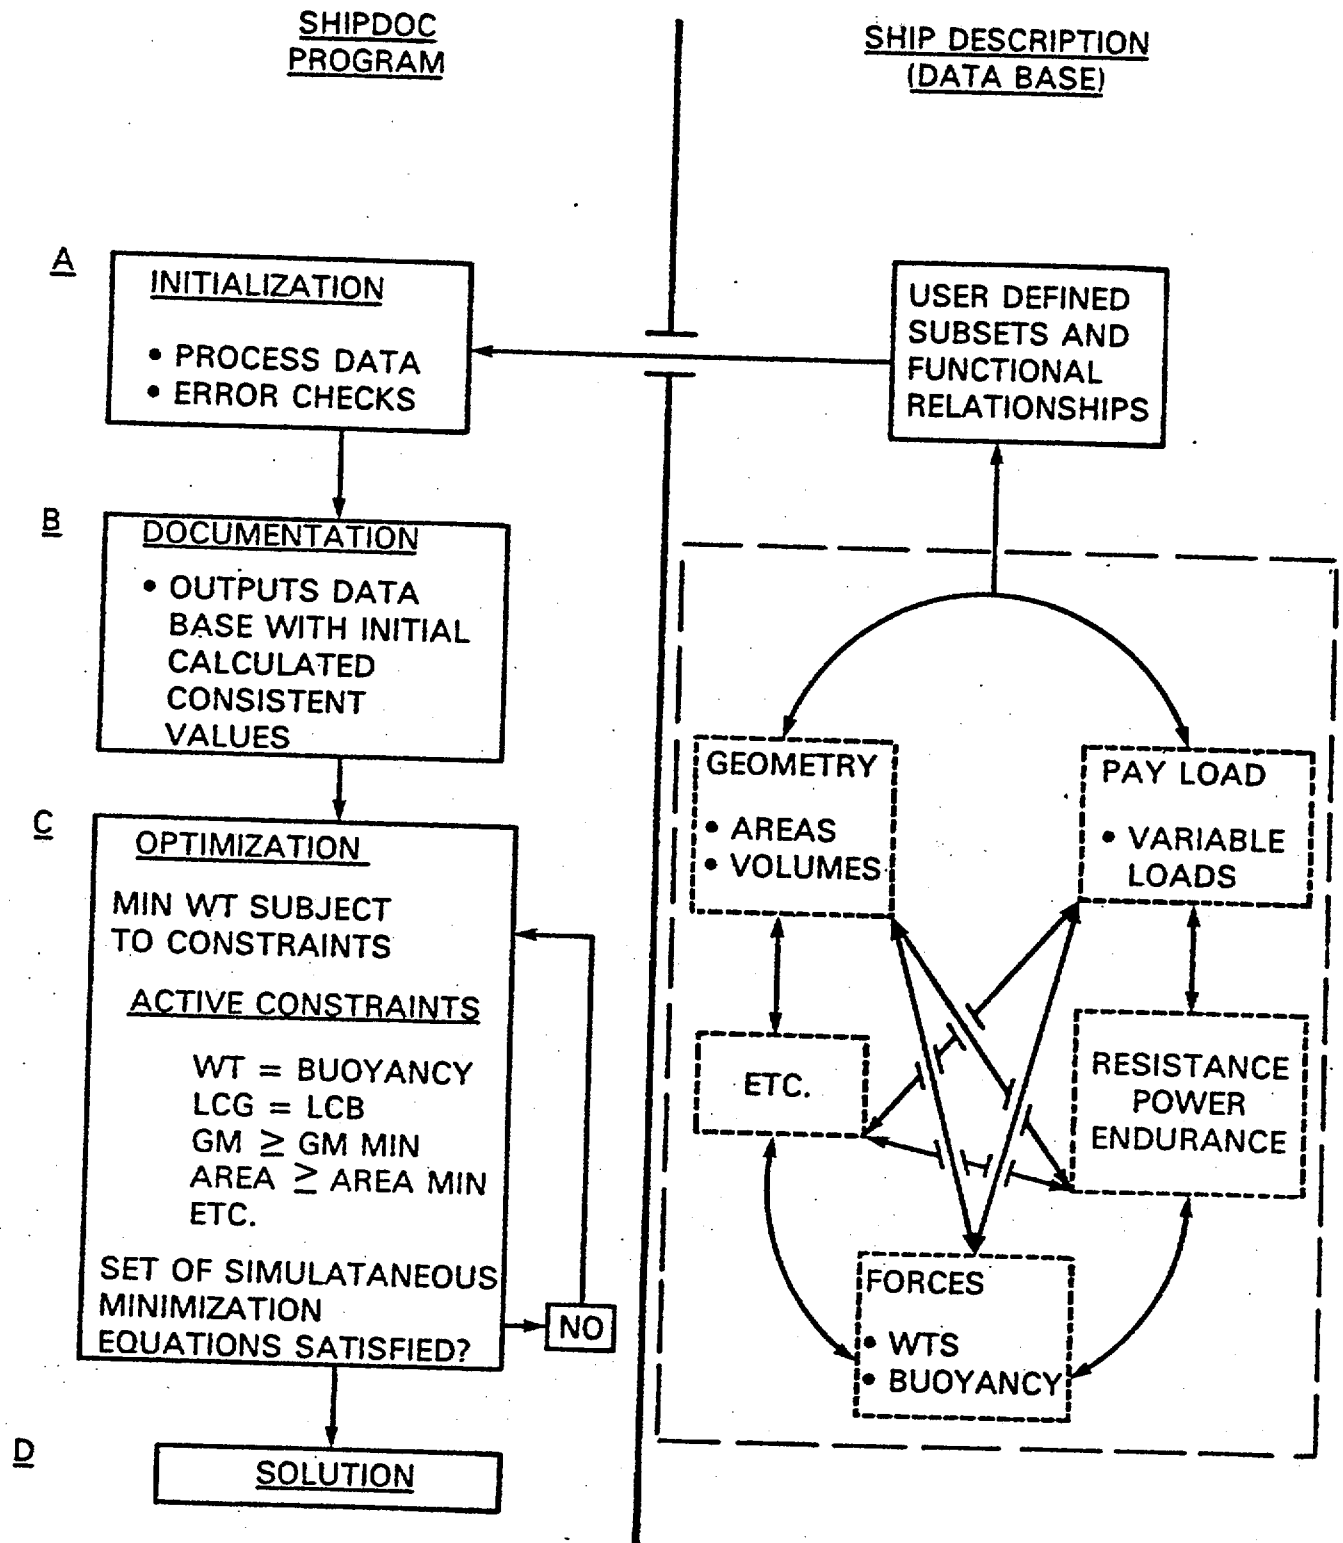 SHIPDOC
PROGRAM
SHIP DESCRIPTION
(DATA BASE)
A
INITIALIZATION
• PROCESS DATA
• ERROR CHECKS
USER DEFINED
SUBSETS AND
FUNCTIONAL
RELATIONSHIPS
B
DOCUMENTATION
• OUTPUTS DATA
BASE WITH INITIAL
CALCULATED
CONSISTENT
VALUES
C
OPTIMIZATION
MIN WT SUBJECT
TO CONSTRAINTS
ACTIVE CONSTRAINTS
WT = BUOYANCY
LCG = LCB
GM ≥ GM MIN
AREA ≥ AREA MIN
ETC.
SET OF SIMULATANEOUS
MINIMIZATION
EQUATIONS SATISFIED?
NO
D
SOLUTION
GEOMETRY
• AREAS
• VOLUMES
PAY LOAD
• VARIABLE
LOADS
ETC.
RESISTANCE
POWER
ENDURANCE
FORCES
• WTS
• BUOYANCY